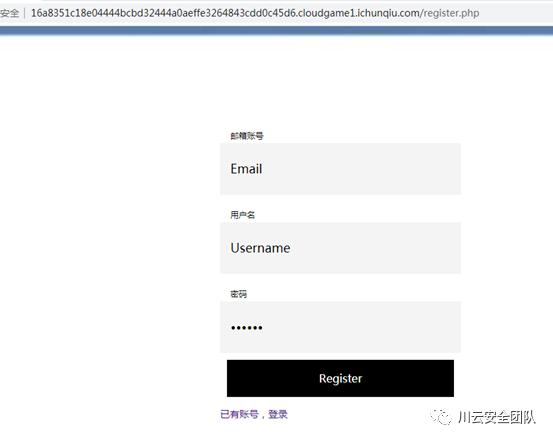 安全 | 16a8351c18e04444bcbd32444a0aeffe3264843cdd0c45d6.cloudgame1.ichunqiu.com/register.php
邮箱账号
Email
用户名
Username
密码
••••••
Register
已有账号，登录
川云安全团队